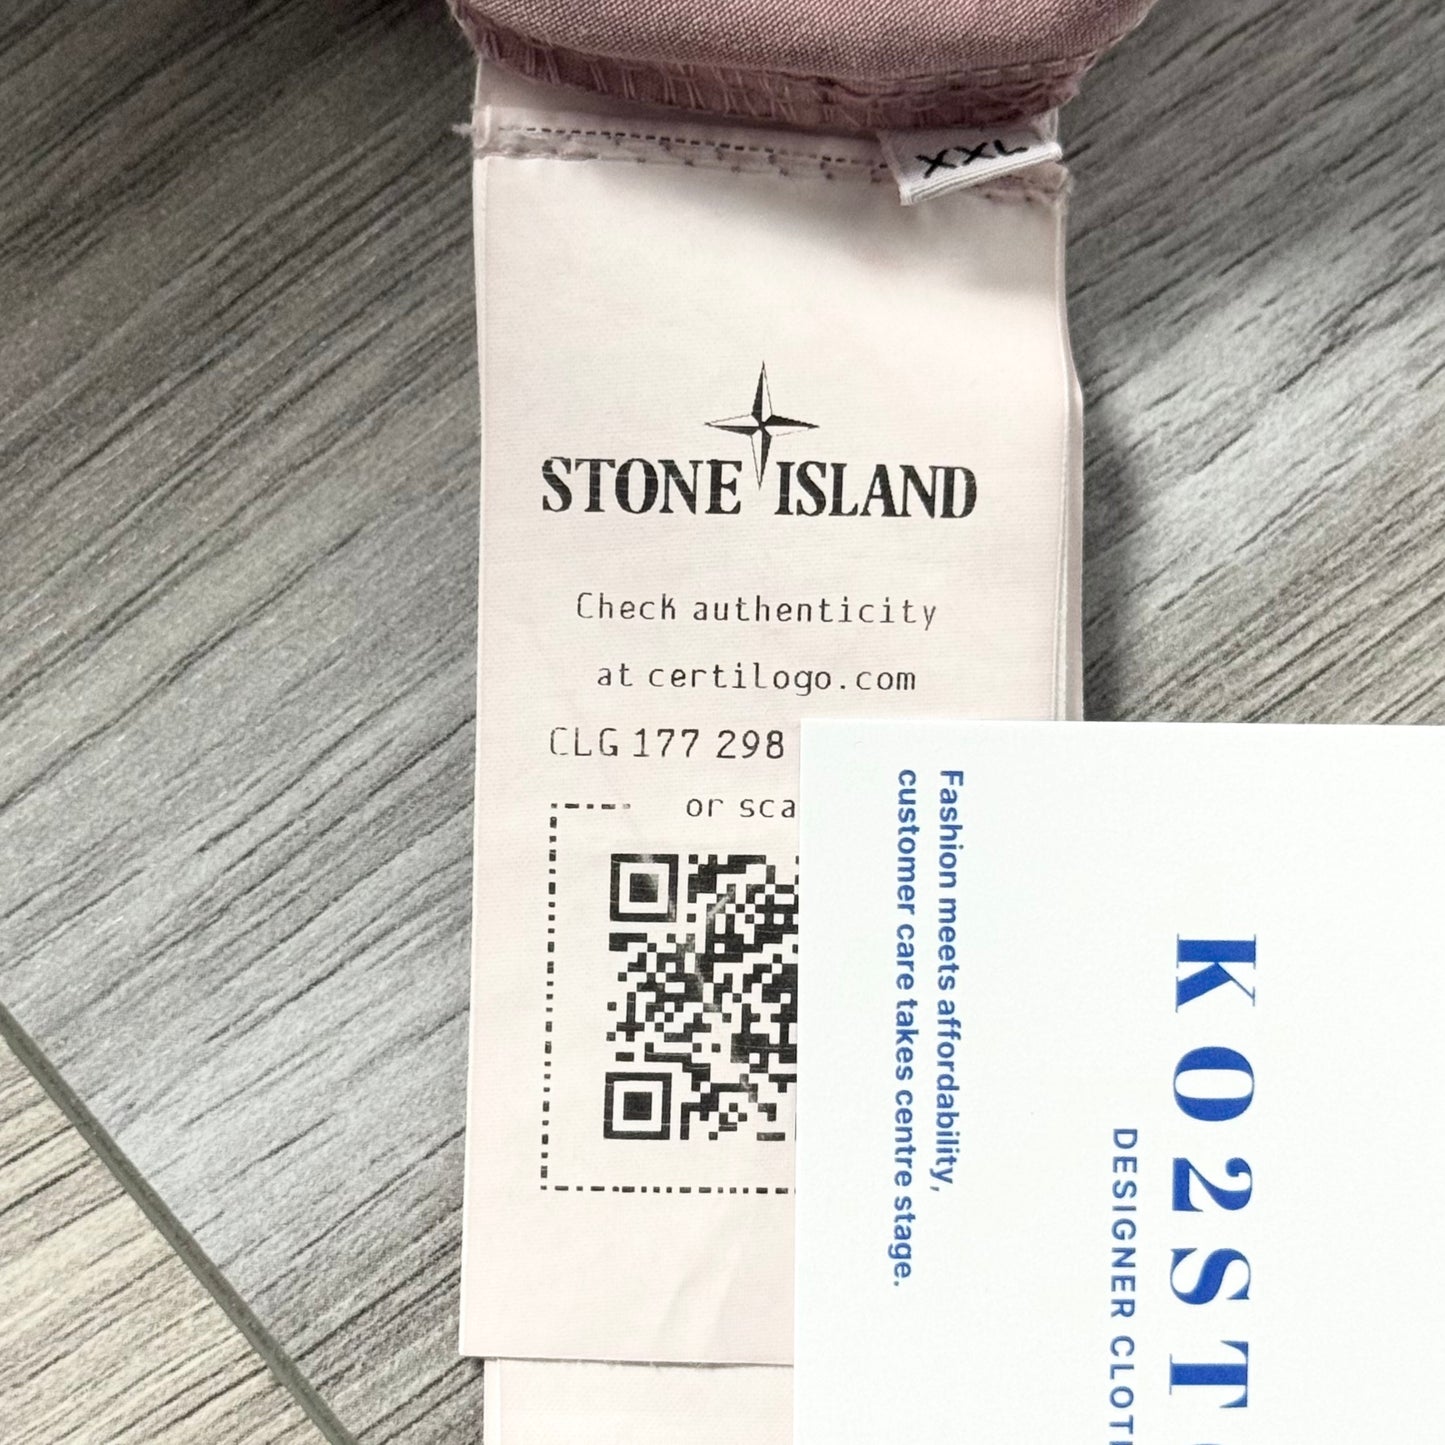 XXL
STONE ISLAND
Check authenticity
at certilogo.com
CLG 177 298
or sca
Fashion meets affordability,
customer care takes centre stage.
KO2ST
DESIGNER CLOT